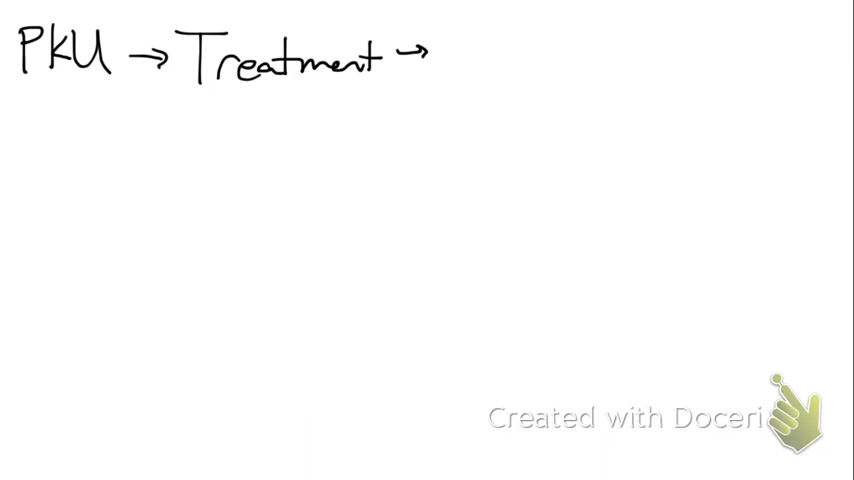 PKU → Treatment →
Created with Doceri